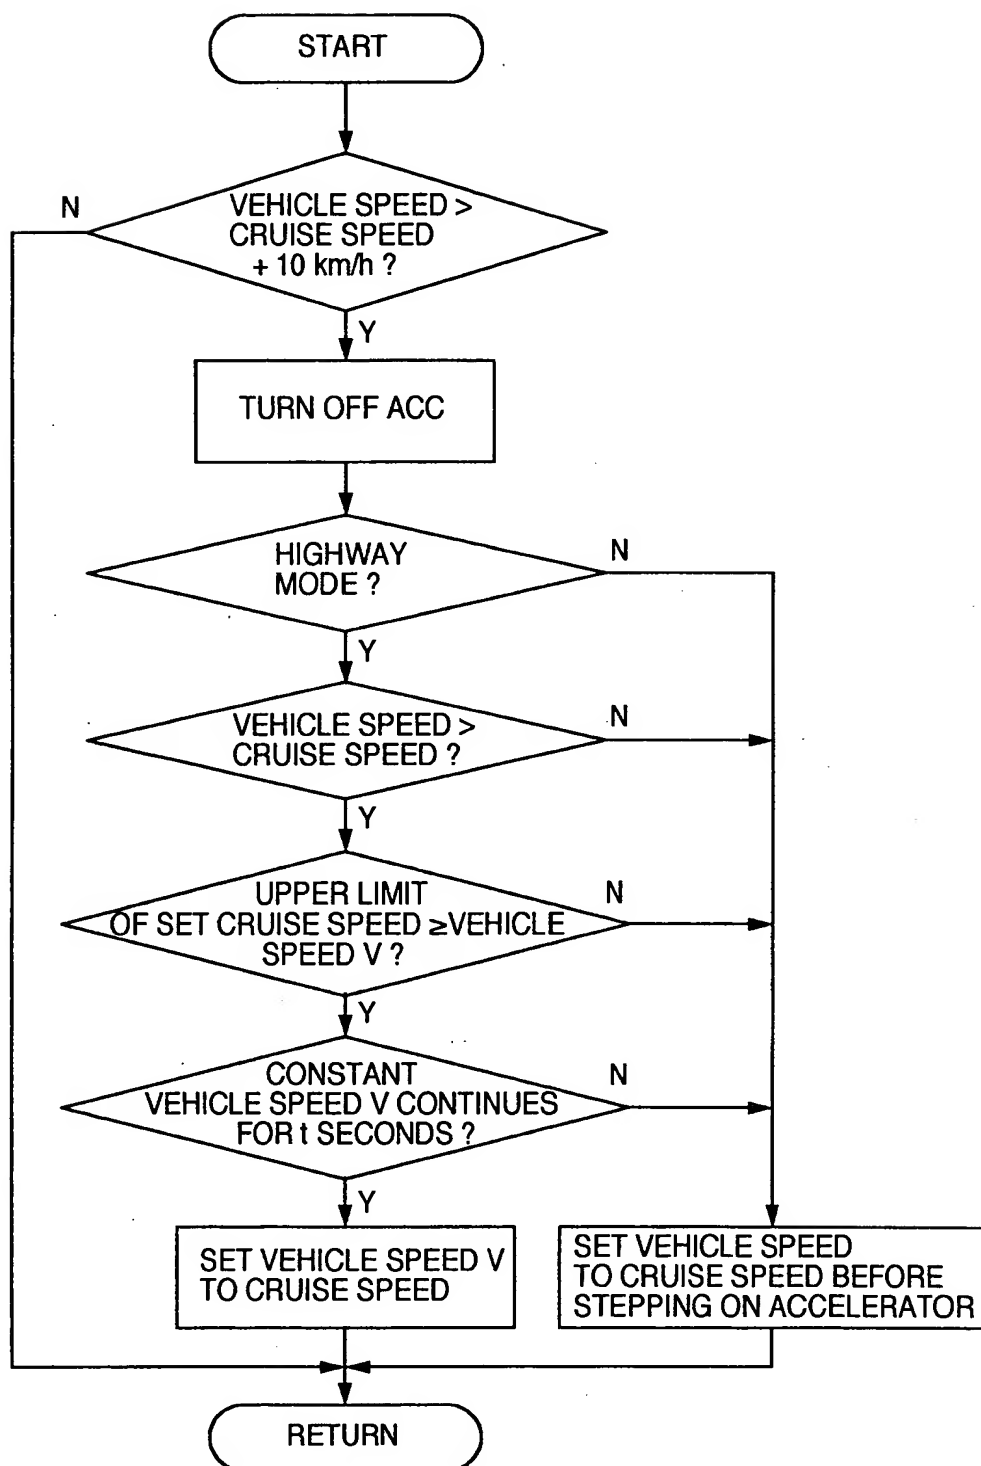 START
VEHICLE SPEED >
CRUISE SPEED
+ 10 km/h ?
N
Y
TURN OFF ACC
HIGHWAY
MODE ?
N
Y
VEHICLE SPEED >
CRUISE SPEED ?
N
Y
UPPER LIMIT
OF SET CRUISE SPEED ≥VEHICLE
SPEED V ?
N
Y
CONSTANT
VEHICLE SPEED V CONTINUES
FOR t SECONDS ?
N
Y
SET VEHICLE SPEED V
TO CRUISE SPEED
SET VEHICLE SPEED
TO CRUISE SPEED BEFORE
STEPPING ON ACCELERATOR
RETURN